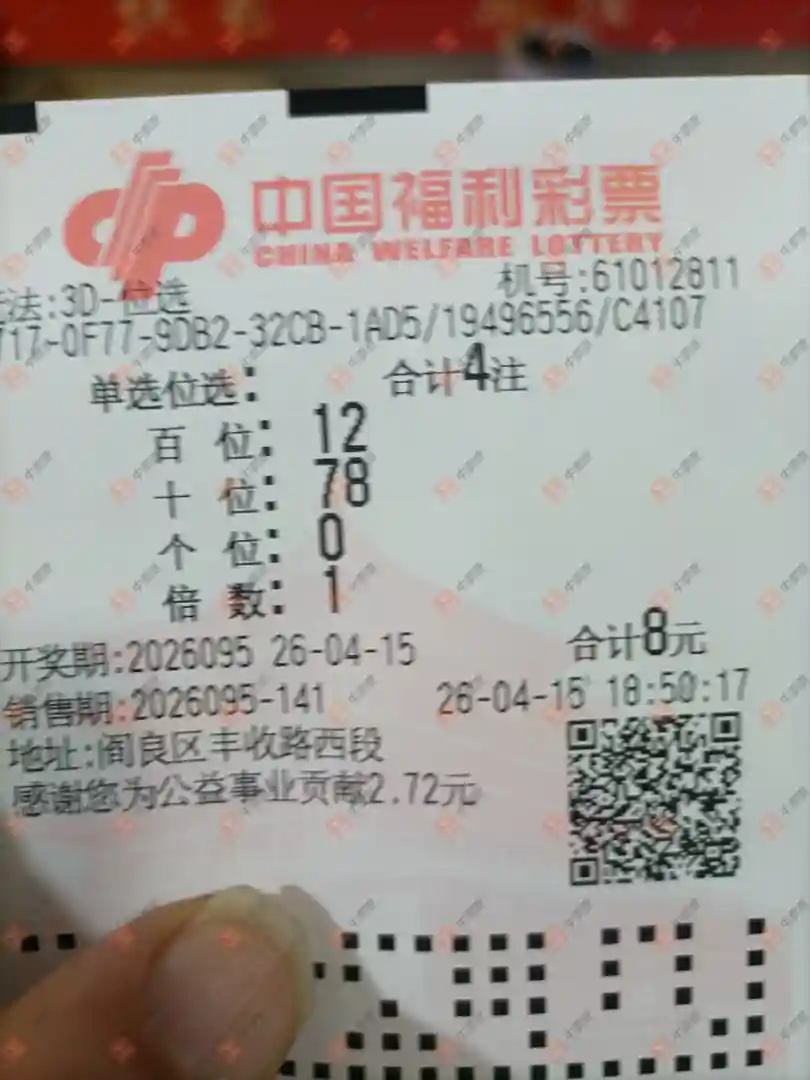 中国福利彩票
CHINA WELFARE LOTTERY
机号:61012811
法:3D-位选
717-0F77-9DB2-32CB-1AD5/19496556/C4107
单选位选: 合计4注
百 位: 12
十 位: 78
个 位: 0
倍 数: 1
开奖期:2026095 26-04-15 合计8元
销售期:2026095-141 26-04-15 18:50:17
地址:阎良区丰收路西段
感谢您为公益事业贡献2.72元